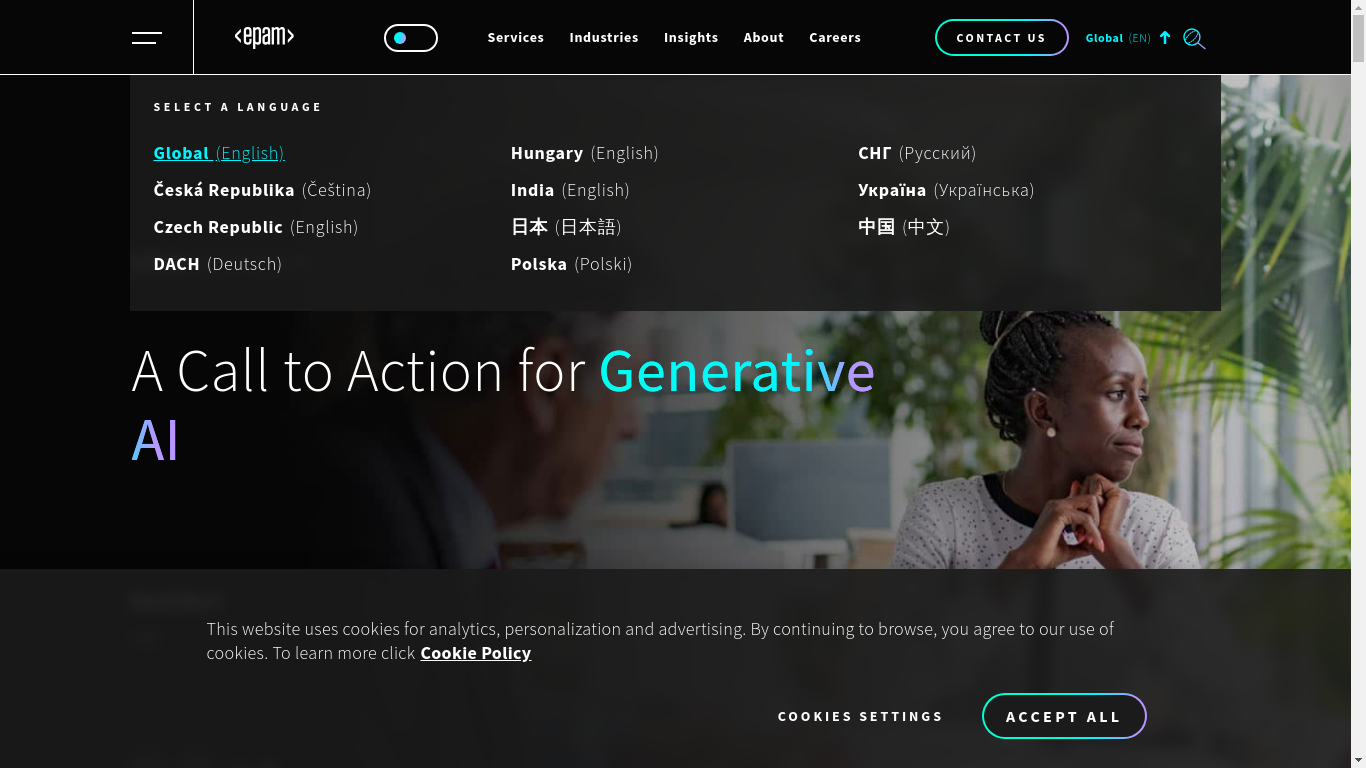 <epam>
Services Industries Insights About Careers
CONTACT US
Global (EN)
SELECT A LANGUAGE
Global (English)
Česká Republika (Čeština)
Czech Republic (English)
DACH (Deutsch)
Hungary (English)
India (English)
日本 (日本語)
Polska (Polski)
СНГ (Русский)
Україна (Українська)
中国 (中文)
A Call to Action for Generative
AI
This website uses cookies for analytics, personalization and advertising. By continuing to browse, you agree to our use of
cookies. To learn more click Cookie Policy
COOKIES SETTINGS
ACCEPT ALL